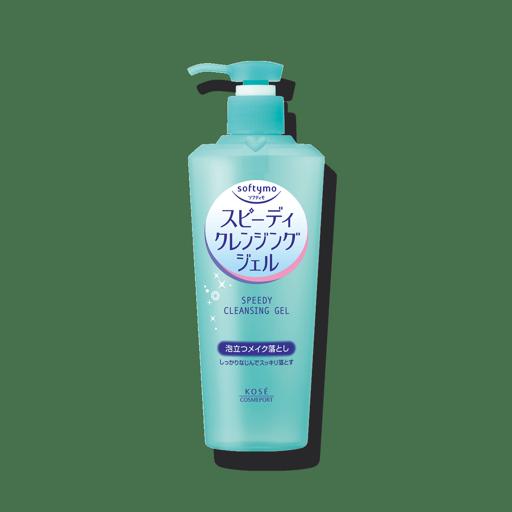 softymo
ソフティモ
スピーディ
クレンジング
ジェル
SPEEDY
CLEANSING GEL
泡立つメイク落とし
しっかりなじんでスッキリ落とす
KOSÉ
COSMEPORT